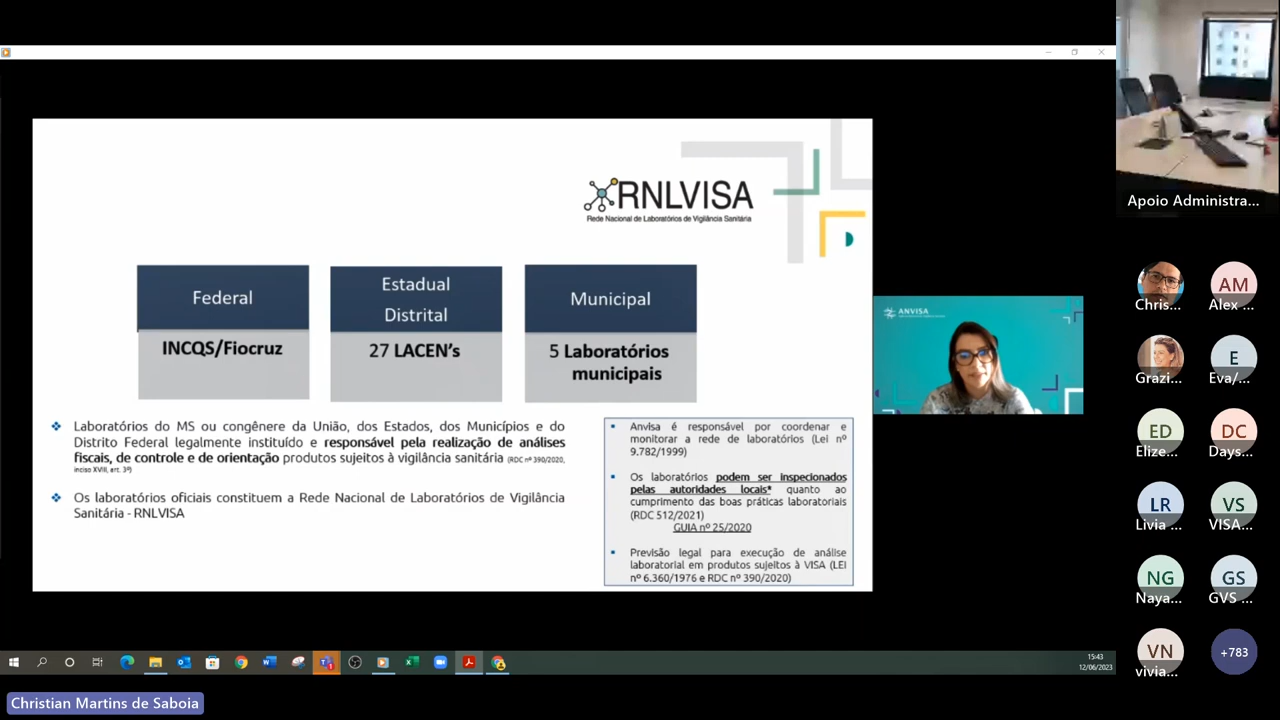 RNLVISA
Rede Nacional de Laboratórios de Vigilância Sanitária
Federal
INCQS/Fiocruz
Estadual
Distrital
27 LACEN's
Municipal
5 Laboratórios
municipais
Laboratórios do MS ou congênere da União, dos Estados, dos Municípios e do
Distrito Federal legalmente instituído e responsável pela realização de análises
fiscais, de controle e de orientação produtos sujeitos à vigilância sanitária (RDC nº 390/2020,
inciso XVIII, art. 3º)
Os laboratórios oficiais constituem a Rede Nacional de Laboratórios de Vigilância
Sanitária - RNLVISA
Anvisa é responsável por coordenar e
monitorar a rede de laboratórios (Lei nº
9.782/1999)
Os laboratórios podem ser inspecionados
pelas autoridades locais* quanto ao
cumprimento das boas práticas laboratoriais
(RDC 512/2021)
GUIA nº 25/2020
Previsão legal para execução de análise
laboratorial em produtos sujeitos à VISA (LEI
nº 6.360/1976 e RDC nº 390/2020)
ANVISA
Apoio Administra...
Chris...
AM
Alex ...
Grazi...
E
Eva/...
ED
Elize...
DC
Days...
LR
Livia ...
VS
VISA...
NG
Naya...
GS
GVS ...
VN
vivia...
+783
15:43
12/06/2023
Christian Martins de Saboia